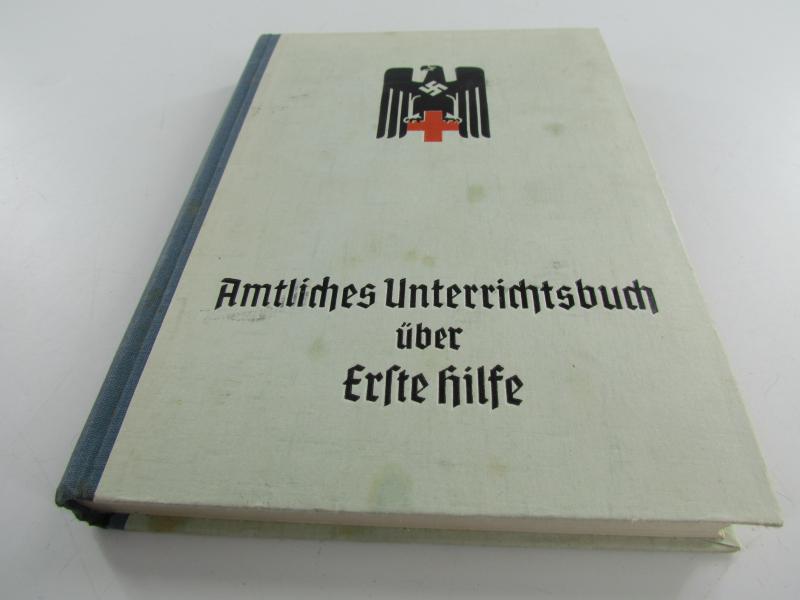 Amtliches Unterrichtsbuch
über
Erste Hilfe